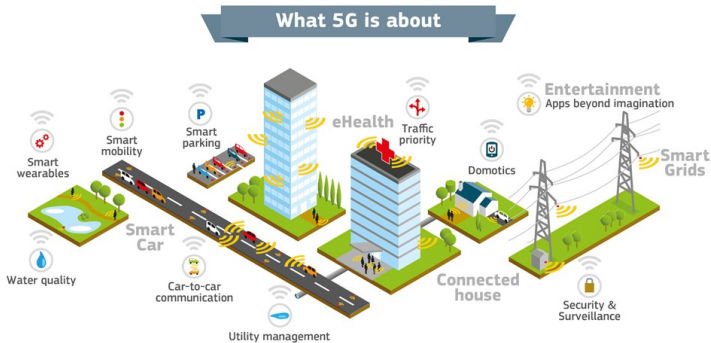 What 5G is about
Entertainment
Apps beyond imagination
eHealth
Traffic
priority
P
Smart
parking
Smart
mobility
Smart
wearables
Domotics
Smart
Grids
Smart
Car
Water quality
Car-to-car
communication
Connected
house
Security &
Surveillance
Utility management